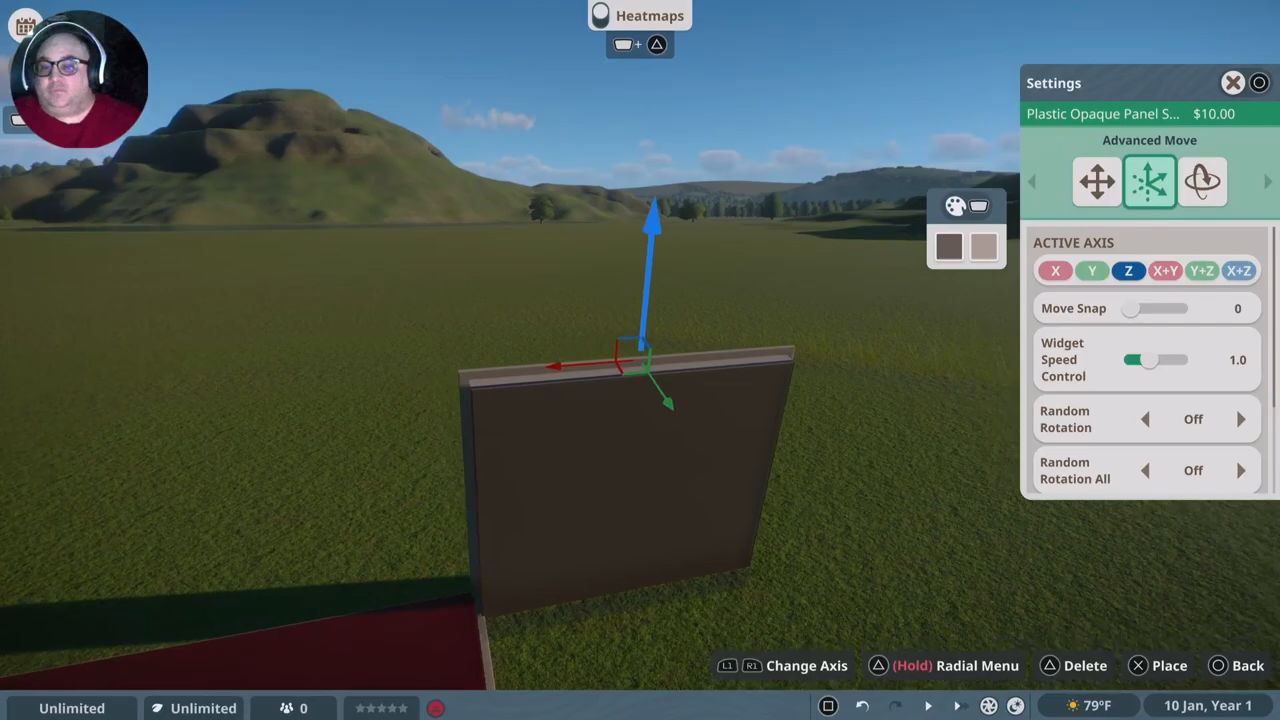 Heatmaps
+
Settings
Plastic Opaque Panel S... $10.00
Advanced Move
ACTIVE AXIS
X Y Z X+Y Y+Z X+Z
Move Snap 0
Widget
Speed 1.0
Control
Random
Rotation Off
Random
Rotation All Off
L1 R1 Change Axis (Hold) Radial Menu Delete Place Back
Unlimited Unlimited 0 79°F 10 Jan, Year 1